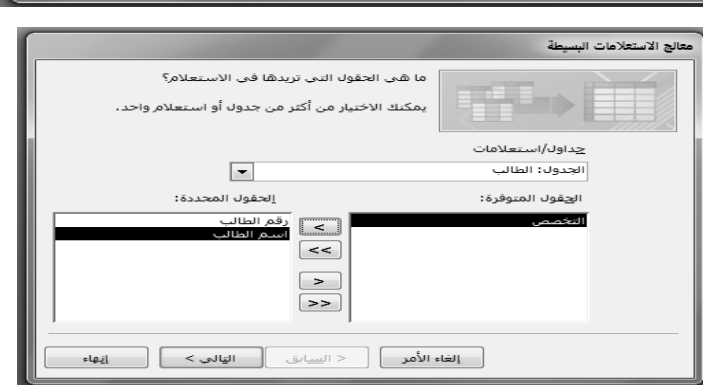 معالج الاستعلامات البسيطة
ما هي الحقول التي تريدها في الاستعلام؟
يمكنك الاختيار من أكثر من جدول أو استعلام واحد.
جداول/استعلامات
الجدول: الطالب
الحقول المتوفرة:
الحقول المحددة:
التخصص
رقم الطالب
اسم الطالب
>
>>
<
<<
إلغاء الأمر
< السابق
التالي >
إنهاء